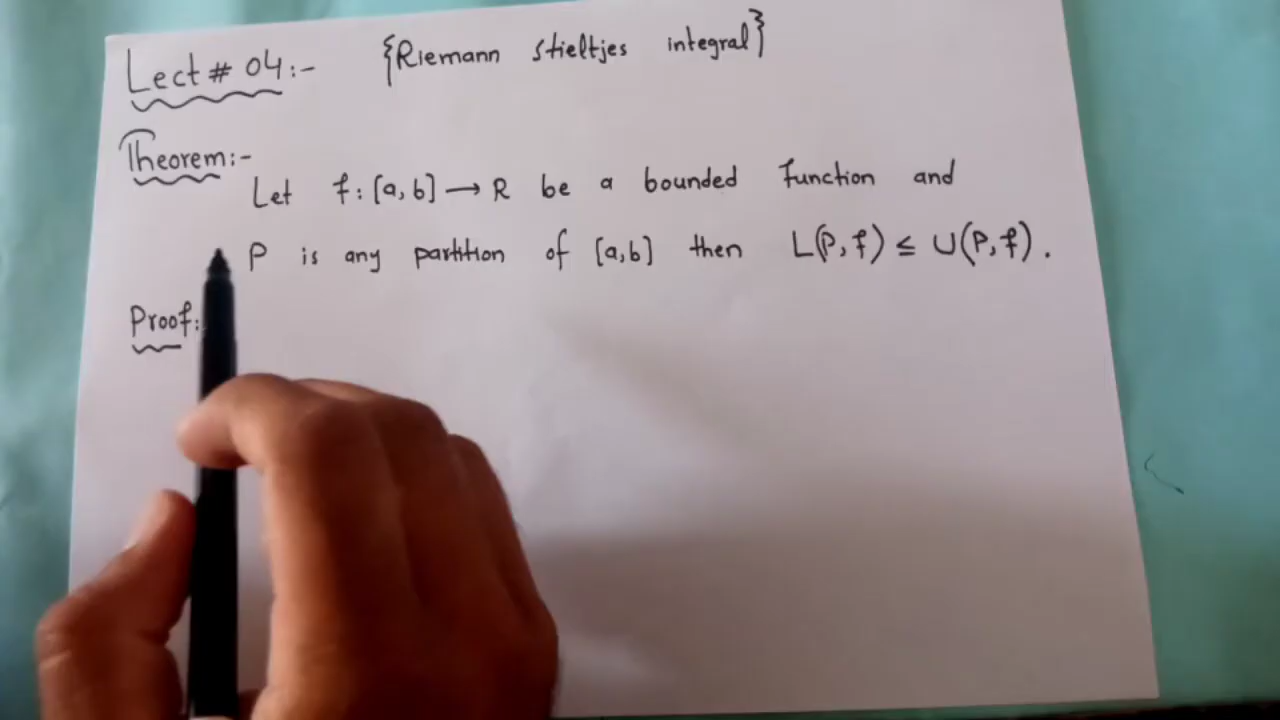 Lect # 04:- {Riemann stieltjes integral}
Theorem:-
Let f: [a, b] → R be a bounded function and
P is any partition of [a,b] then L(P, f) ≤ U(P, f).
Proof: